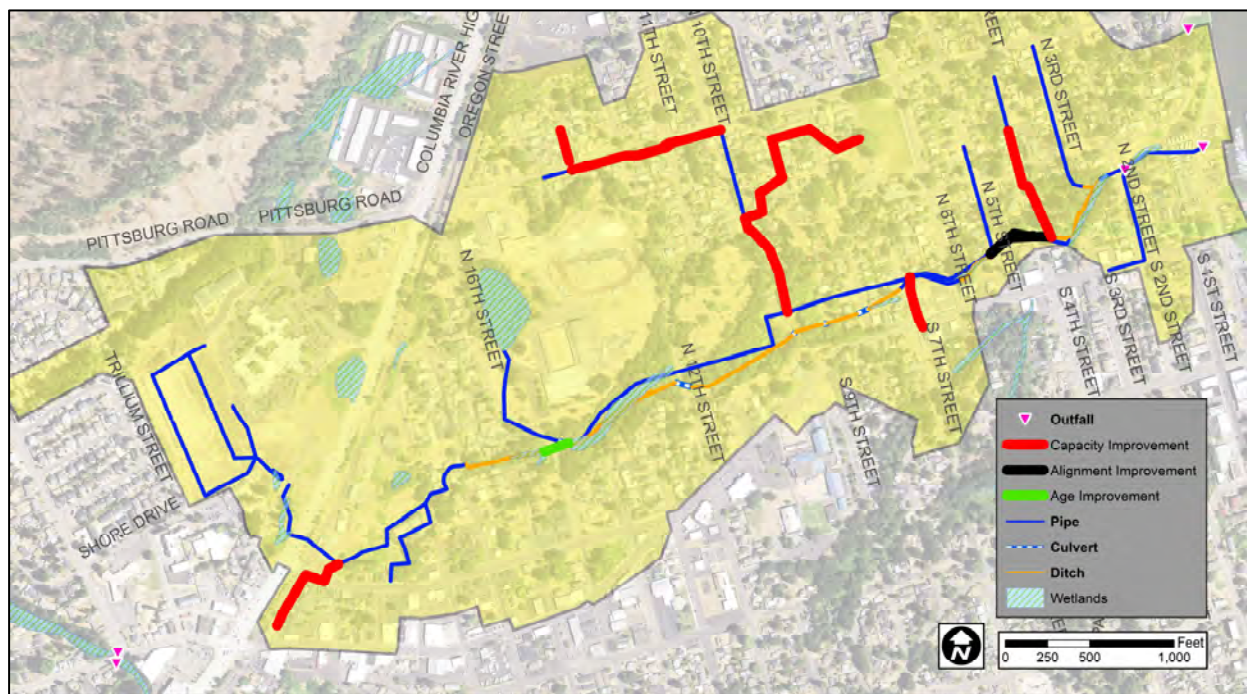 COLUMBIA RIVER HIG
OREGON STREE
11TH STREET
N 10TH STREET
STREET
N 3RD STREET
N 2ND STREET
N 5TH STREET
N 6TH STREET
PITTSBURG ROAD
PITTSBURG ROAD
N 16TH STREET
N 12TH STREET
S 9TH STREET
S 7TH STREET
S 4TH STREET
S 3RD STREET
S 2ND STREET
S 1ST STREET
TRILLIUM STREET
SHORE DRIVE
Outfall
Capacity Improvement
Alignment Improvement
Age Improvement
Pipe
Culvert
Ditch
Wetlands
N
Feet
0 250 500 1,000